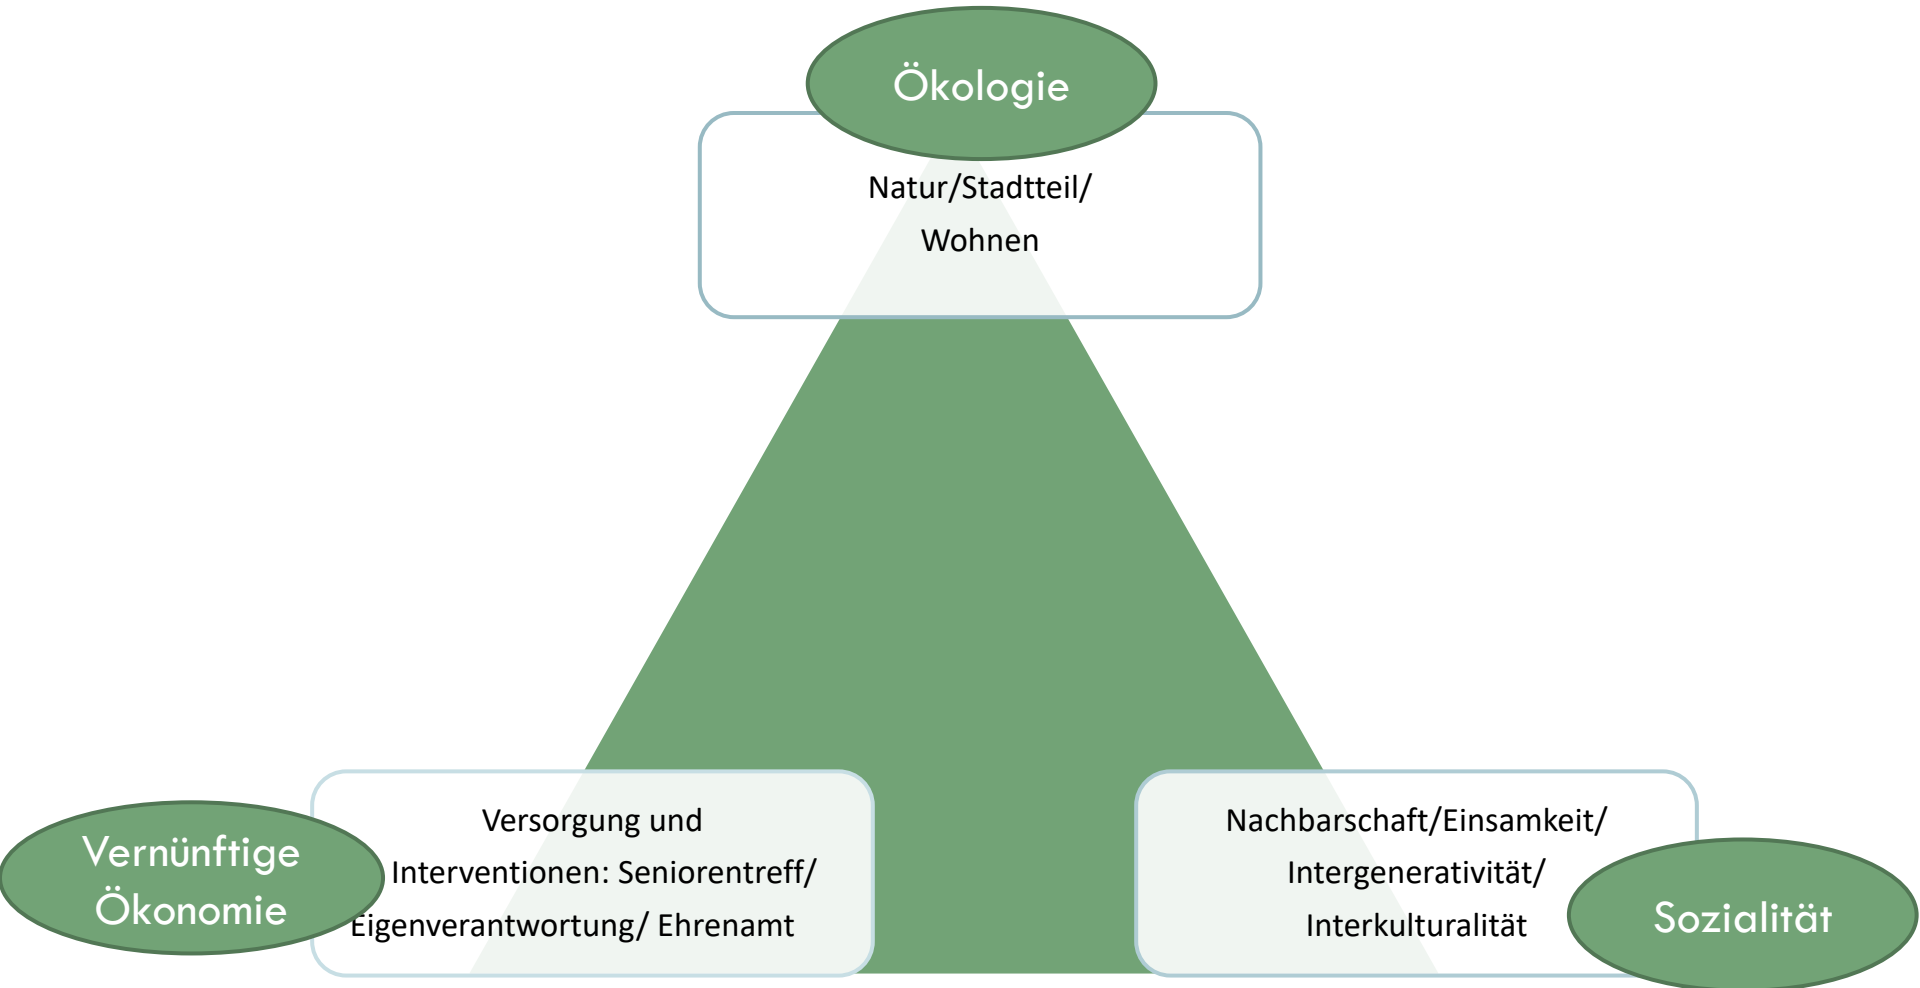 Ökologie
Natur/Stadtteil/
Wohnen
Vernünftige
Ökonomie
Versorgung und
Interventionen: Seniorentreff/
Eigenverantwortung/ Ehrenamt
Nachbarschaft/Einsamkeit/
Intergenerativität/
Interkulturalität
Sozialität